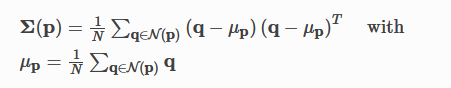 Σ(p) = 1/N ∑_{q∈𝒩(p)} (q − μ_p) (q − μ_p)^T with
μ_p = 1/N ∑_{q∈𝒩(p)} q